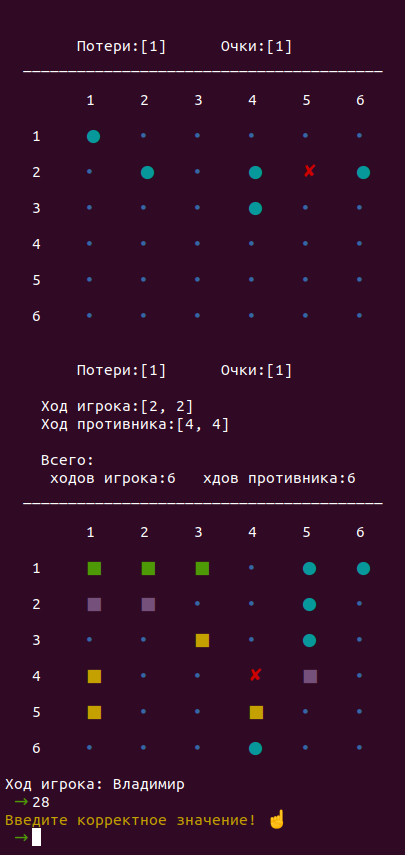 Потери:[1] Очки:[1]
1 2 3 4 5 6
1
2
3
4
5
6
Потери:[1] Очки:[1]
Ход игрока:[2, 2]
Ход противника:[4, 4]
Всего:
ходов игрока:6 хдов противника:6
1 2 3 4 5 6
1
2
3
4
5
6
Ход игрока: Владимир
→28
Введите корректное значение! ☝
→